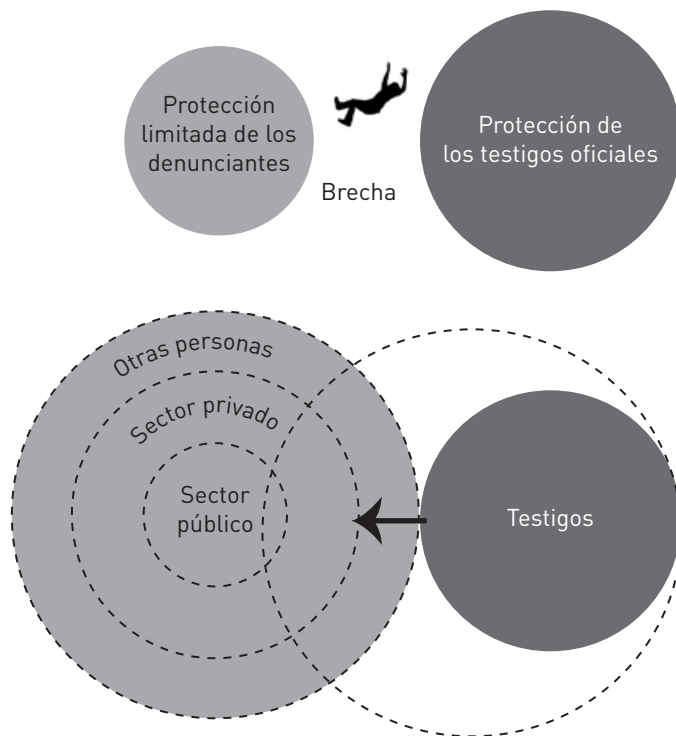 Protección
limitada de los
denunciantes
Brecha
Protección de
los testigos oficiales
Otras personas
Sector privado
Sector
público
Testigos